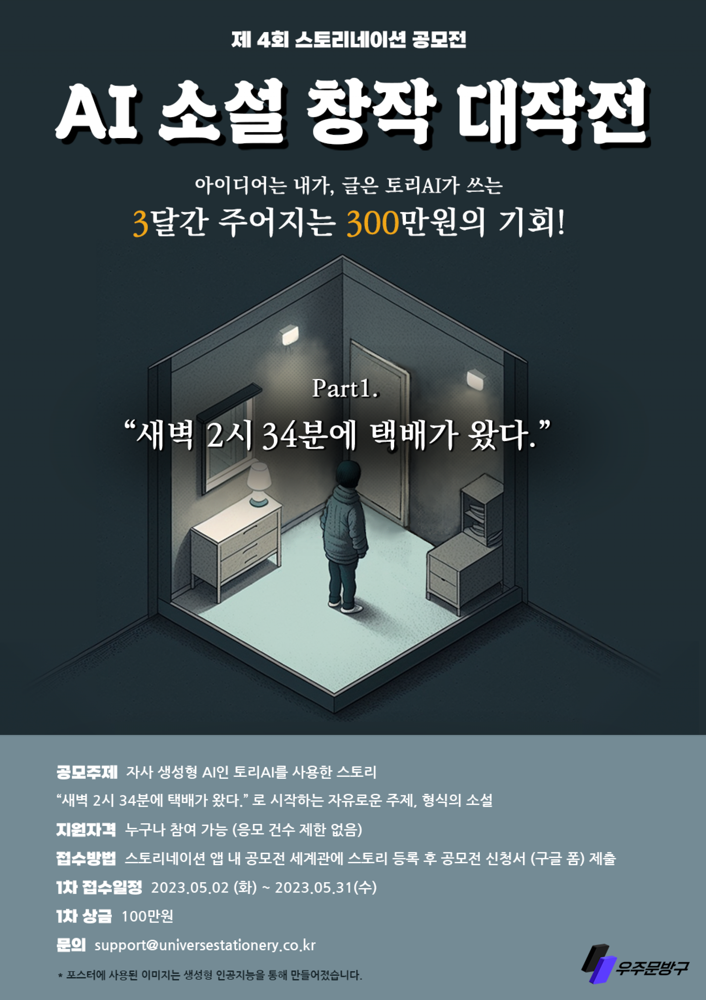 제 4회 스토리네이션 공모전
AI 소설 창작 대작전
아이디어는 내가, 글은 토리AI가 쓰는
3달간 주어지는 300만원의 기회!
Part1.
“새벽 2시 34분에 택배가 왔다.”
공모주제 자사 생성형 AI인 토리AI를 사용한 스토리
“새벽 2시 34분에 택배가 왔다.” 로 시작하는 자유로운 주제, 형식의 소설
지원자격 누구나 참여 가능 (응모 건수 제한 없음)
접수방법 스토리네이션 앱 내 공모전 세계관에 스토리 등록 후 공모전 신청서 (구글 폼) 제출
1차 접수일정 2023.05.02 (화) ~ 2023.05.31(수)
1차 상금 100만원
문의 support@universestationery.co.kr
* 포스터에 사용된 이미지는 생성형 인공지능을 통해 만들어졌습니다.
우주문방구